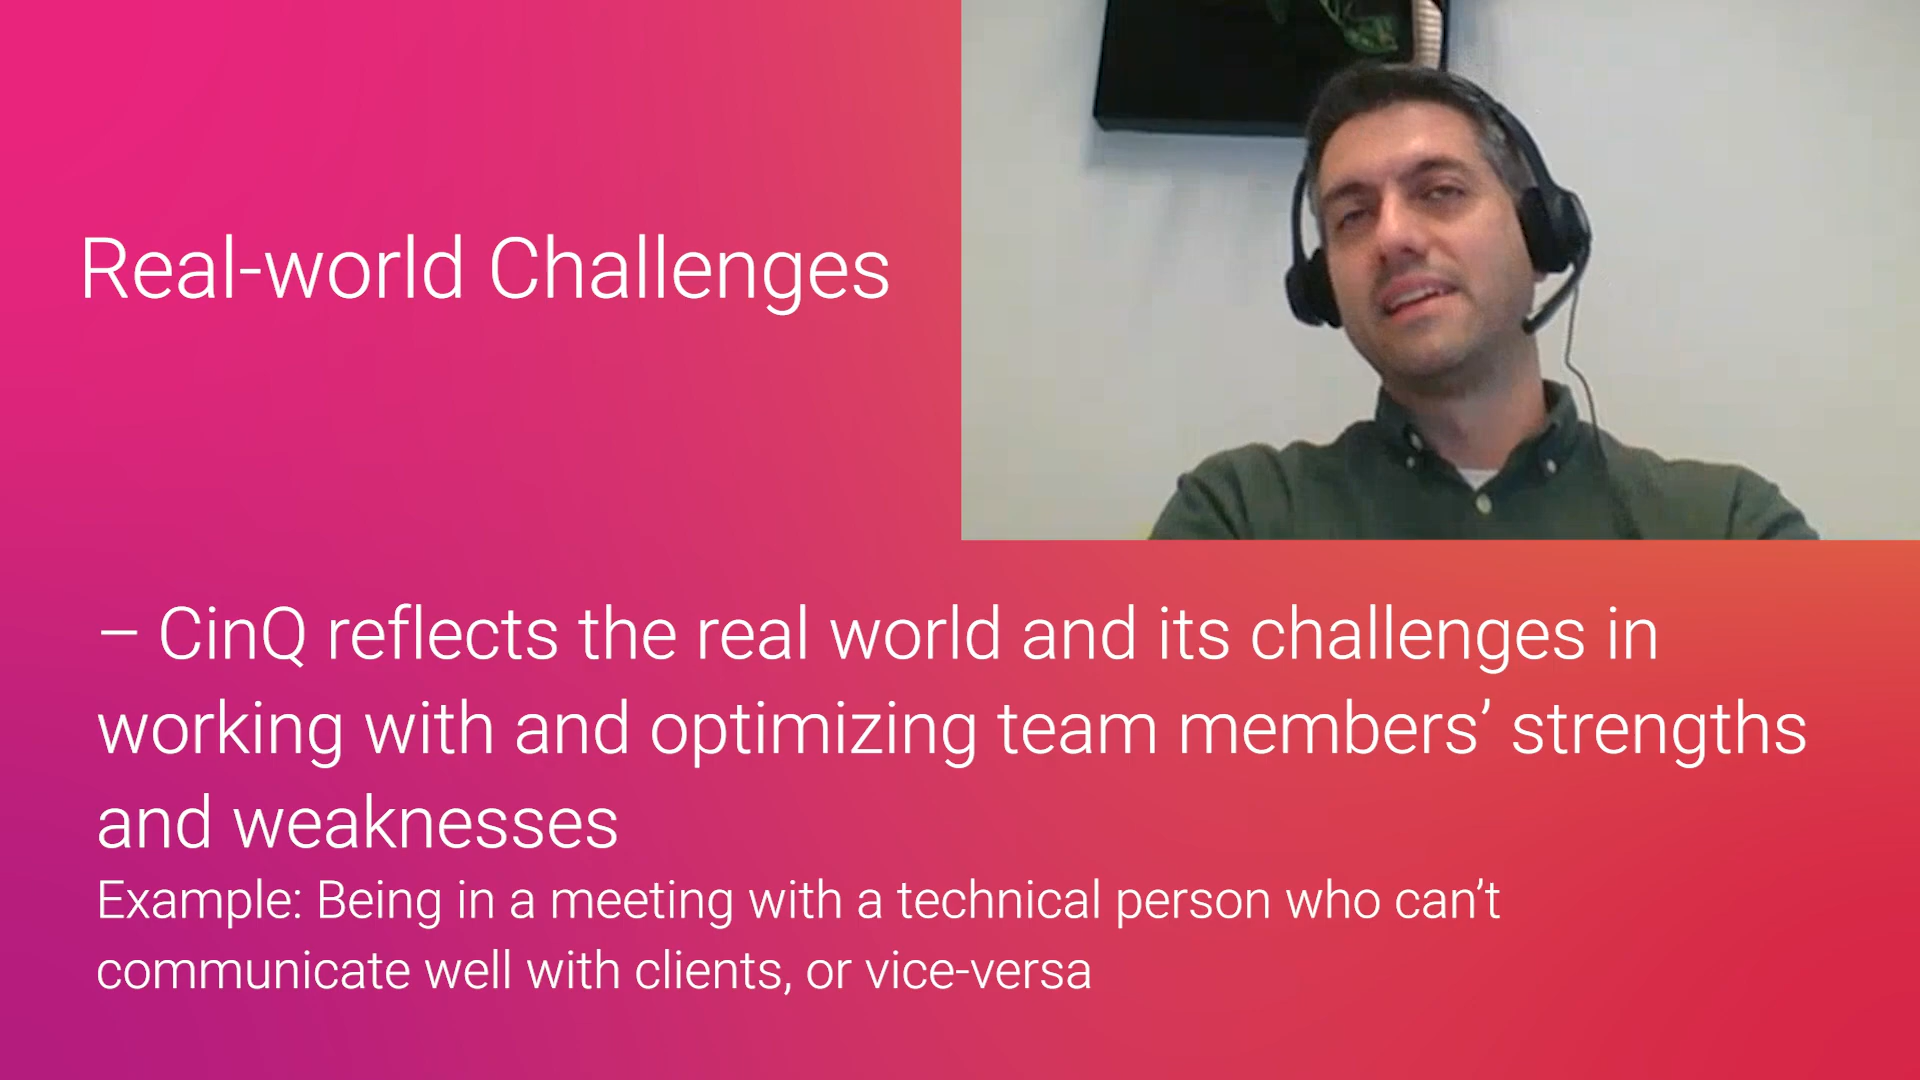 Real-world Challenges
– CinQ reflects the real world and its challenges in
working with and optimizing team members’ strengths
and weaknesses
Example: Being in a meeting with a technical person who can’t
communicate well with clients, or vice-versa